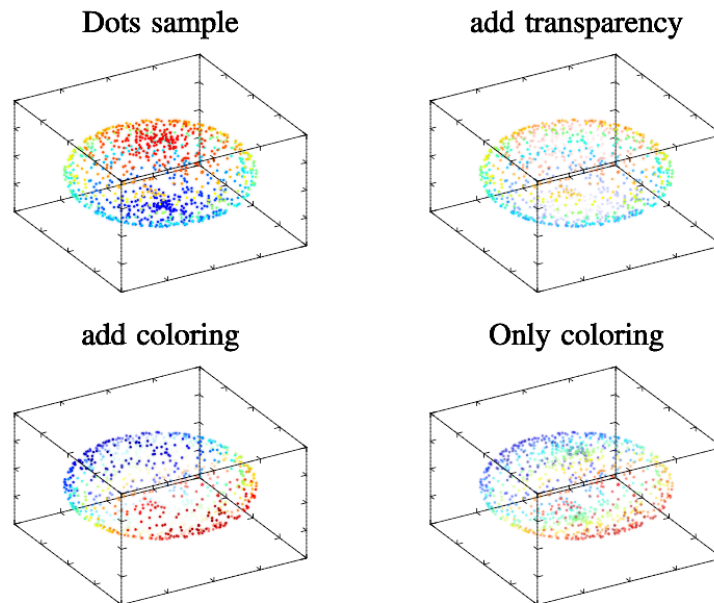 Dots sample
add transparency
add coloring
Only coloring